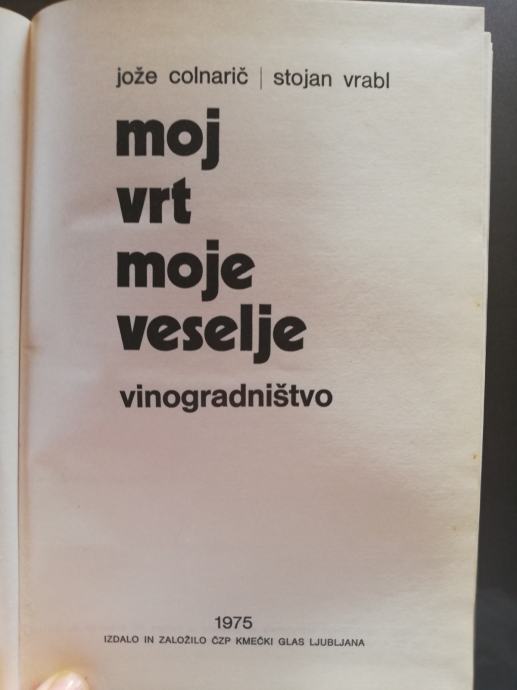 jože colnarič | stojan vrabl
moj
vrt
moje
veselje
vinogradništvo
1975
IZDALO IN ZALOŽILO ČZP KMEČKI GLAS LJUBLJANA